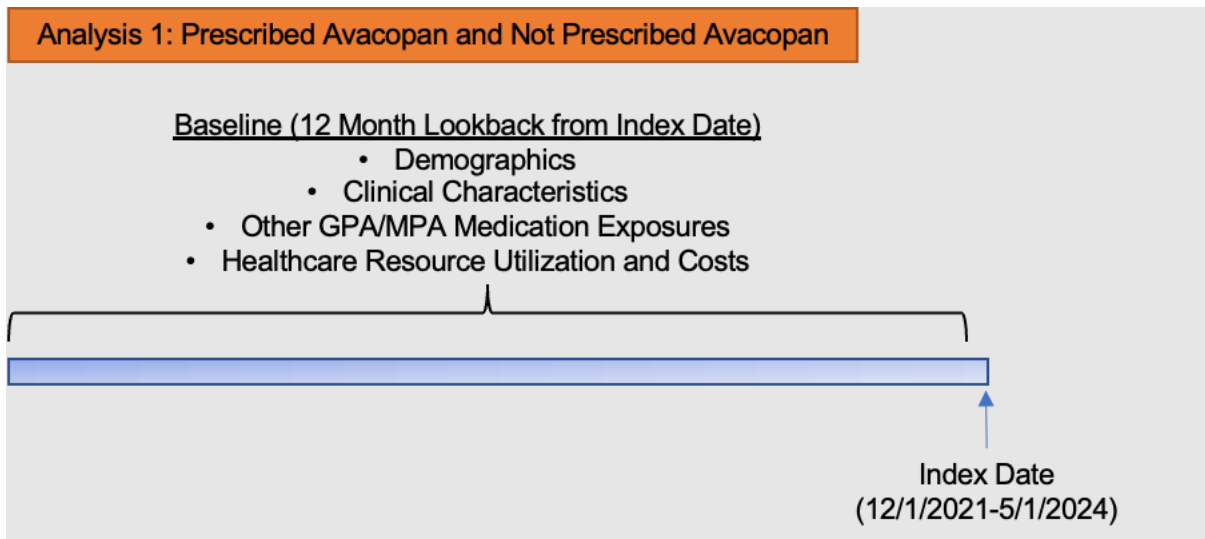 Analysis 1: Prescribed Avacopan and Not Prescribed Avacopan
Baseline (12 Month Lookback from Index Date)
• Demographics
• Clinical Characteristics
• Other GPA/MPA Medication Exposures
• Healthcare Resource Utilization and Costs
Index Date
(12/1/2021-5/1/2024)